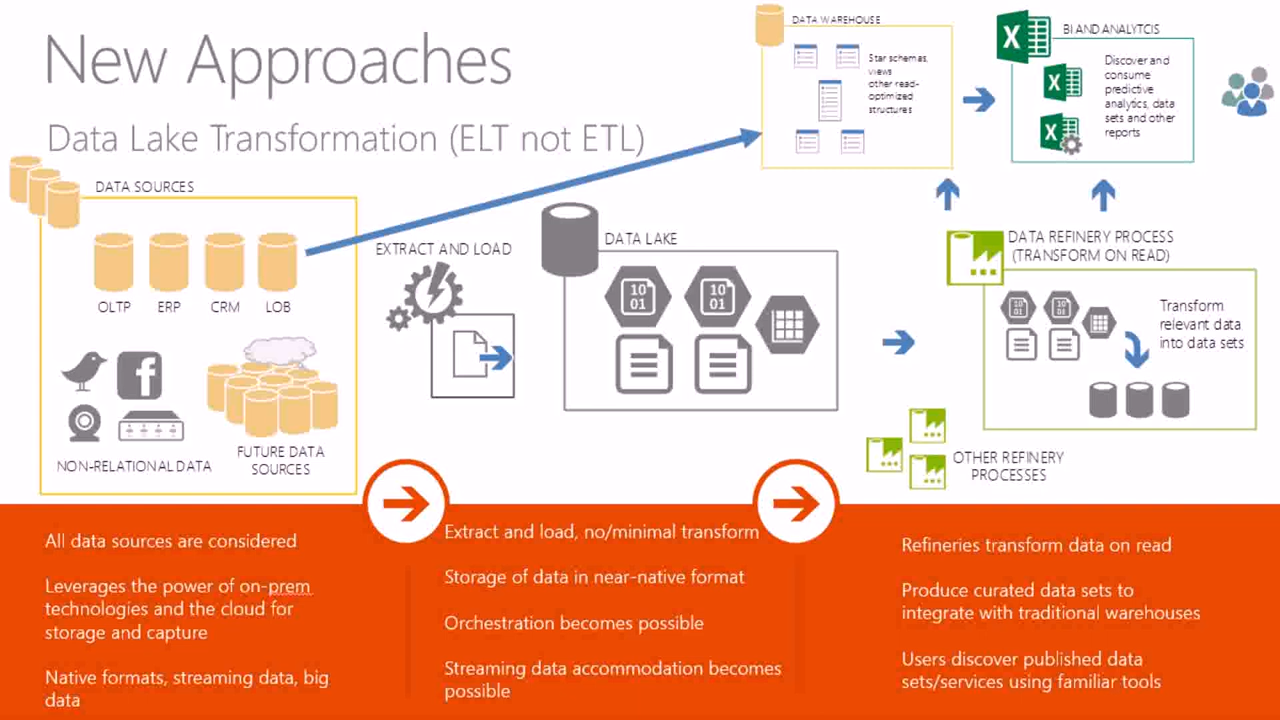 New Approaches
Data Lake Transformation (ELT not ETL)
DATA SOURCES
OLTP
ERP
CRM
LOB
NON-RELATIONAL DATA
FUTURE DATA
SOURCES
EXTRACT AND LOAD
DATA LAKE
10
01
10
01
DATA WAREHOUSE
Star schemas,
views
other read-
optimized
structures
BI AND ANALYTCIS
Discover and
consume
predictive
analytics, data
sets and other
reports
DATA REFINERY PROCESS
(TRANSFORM ON READ)
10
01
10
01
Transform
relevant data
into data sets
OTHER REFINERY
PROCESSES
All data sources are considered
Leverages the power of on-prem
technologies and the cloud for
storage and capture
Native formats, streaming data, big
data
Extract and load, no/minimal transform
Storage of data in near-native format
Orchestration becomes possible
Streaming data accommodation becomes
possible
Refineries transform data on read
Produce curated data sets to
integrate with traditional warehouses
Users discover published data
sets/services using familiar tools